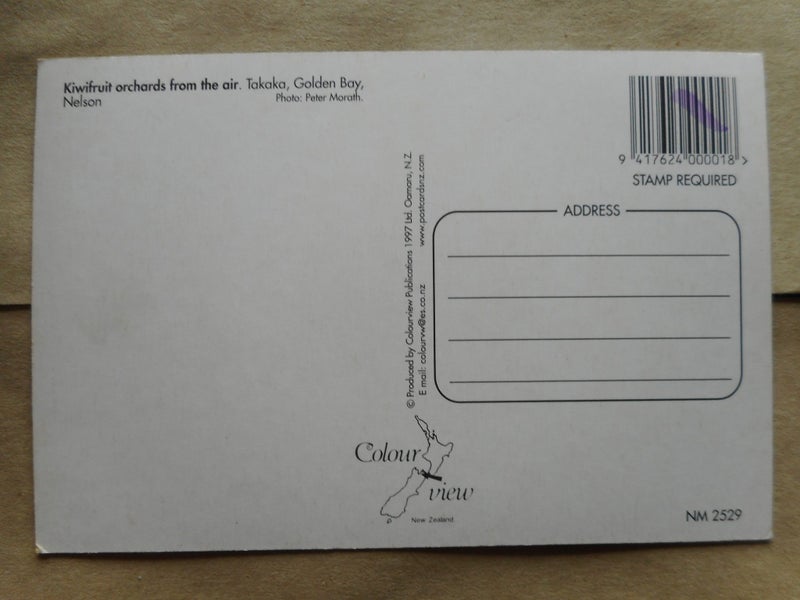 Kiwifruit orchards from the air. Takaka, Golden Bay,
Nelson Photo: Peter Morath.
9 417624 000018 >
STAMP REQUIRED
ADDRESS
© Produced by Colourview Publications 1997 Ltd. Oamaru, N.Z.
E mail: colourvw@es.co.nz www.postcardsnz.com
Colour
view
New Zealand
NM 2529